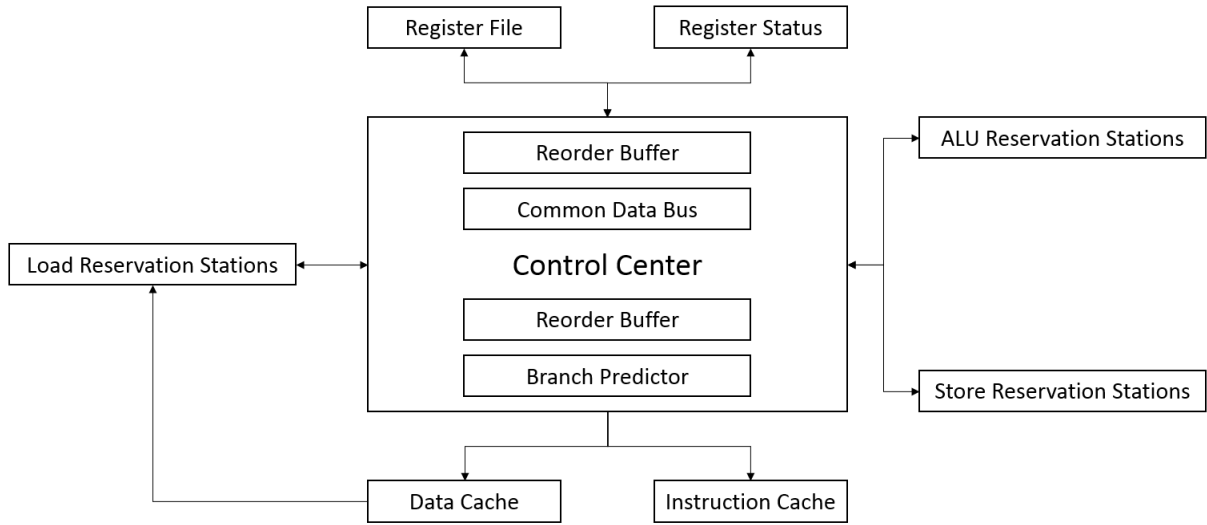 Register File
Register Status
Reorder Buffer
ALU Reservation Stations
Common Data Bus
Load Reservation Stations
Control Center
Reorder Buffer
Branch Predictor
Store Reservation Stations
Data Cache
Instruction Cache